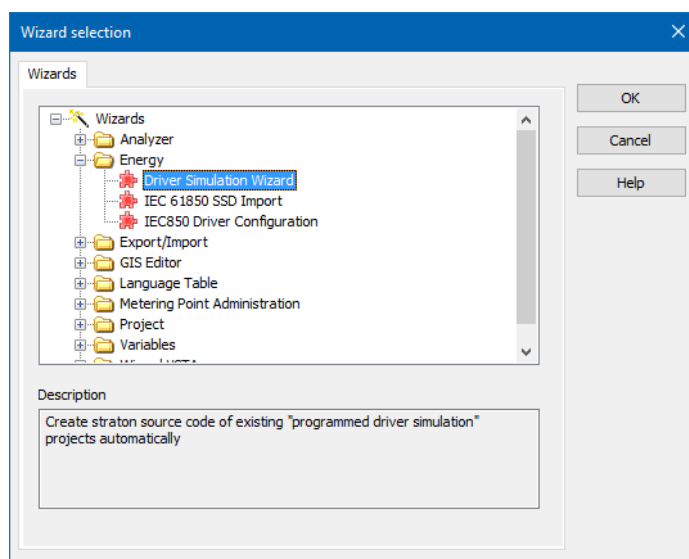 Wizard selection
Wizards
OK
Cancel
Help
Wizards
Analyzer
Energy
Driver Simulation Wizard
IEC 61850 SSD Import
IEC850 Driver Configuration
Export/Import
GIS Editor
Language Table
Metering Point Administration
Project
Variables
Description
Create straton source code of existing "programmed driver simulation"
projects automatically